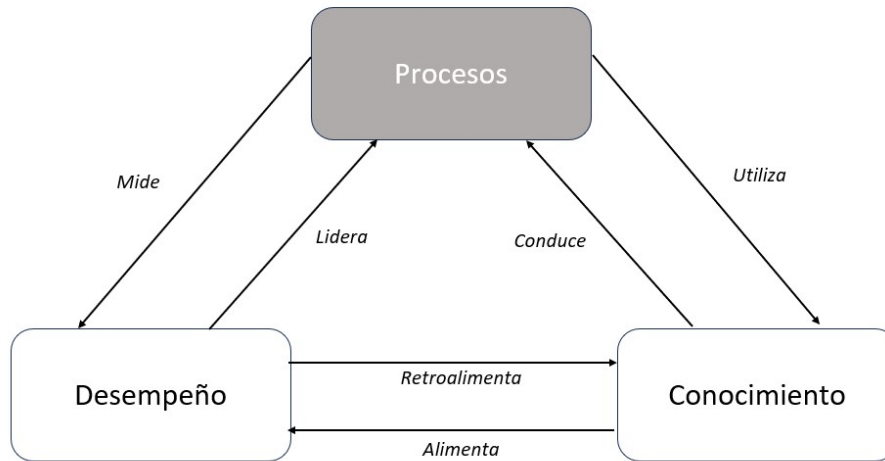 Procesos
Mide
Utiliza
Lidera
Conduce
Desempeño
Retroalimenta
Conocimiento
Alimenta